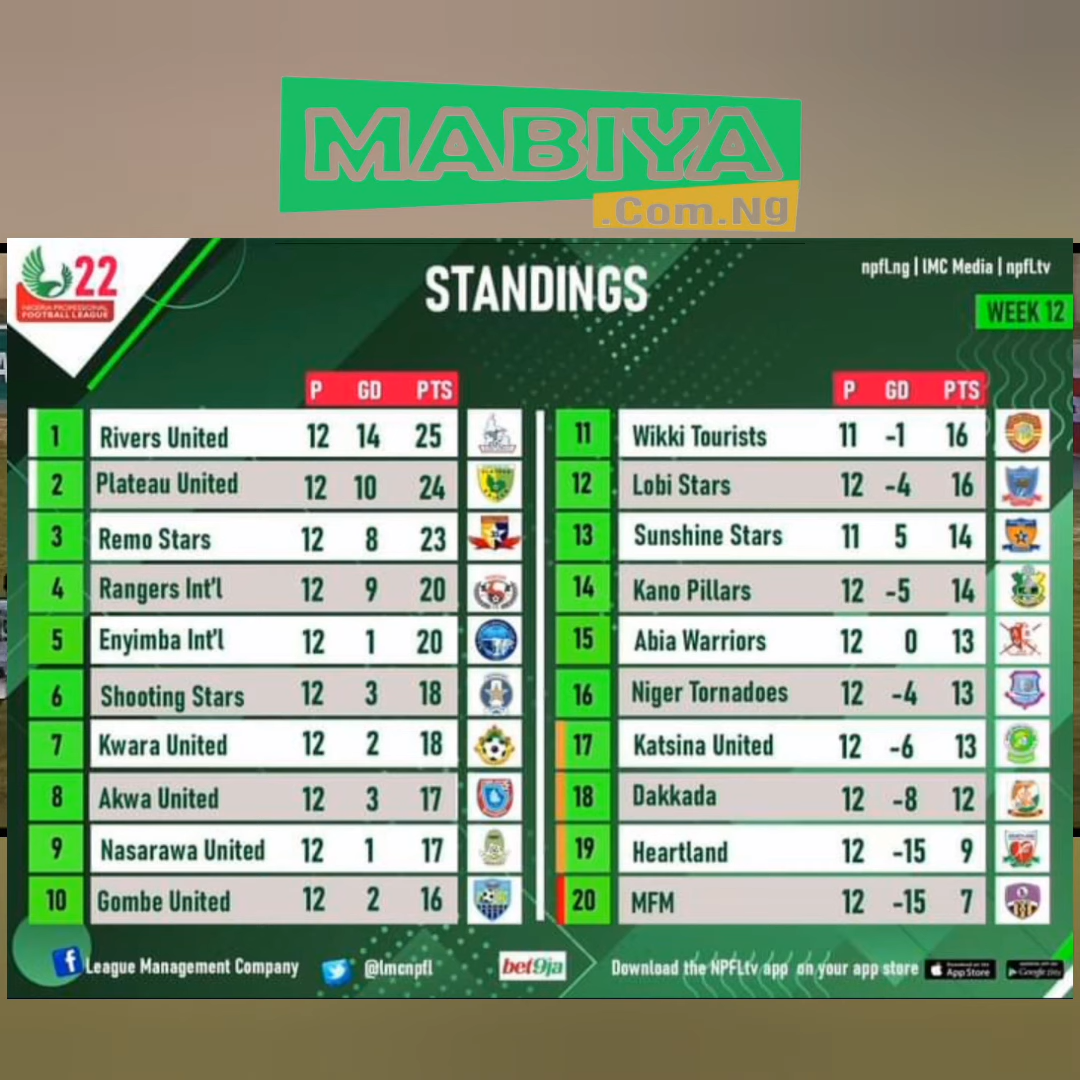 MABIYA
.Com.Ng
22
NIGERIA PROFESSIONAL
FOOTBALL LEAGUE
STANDINGS
npfl.ng | IMC Media | npfl.tv
WEEK 12
P GD PTS
1 Rivers United 12 14 25
2 Plateau United 12 10 24
3 Remo Stars 12 8 23
4 Rangers Int'l 12 9 20
5 Enyimba Int'l 12 1 20
6 Shooting Stars 12 3 18
7 Kwara United 12 2 18
8 Akwa United 12 3 17
9 Nasarawa United 12 1 17
10 Gombe United 12 2 16
P GD PTS
11 Wikki Tourists 11 -1 16
12 Lobi Stars 12 -4 16
13 Sunshine Stars 11 5 14
14 Kano Pillars 12 -5 14
15 Abia Warriors 12 0 13
16 Niger Tornadoes 12 -4 13
17 Katsina United 12 -6 13
18 Dakkada 12 -8 12
19 Heartland 12 -15 9
20 MFM 12 -15 7
f League Management Company
@lmcnpfl
bet9ja
Download the NPFLtv app on your app store
App Store
Google Play